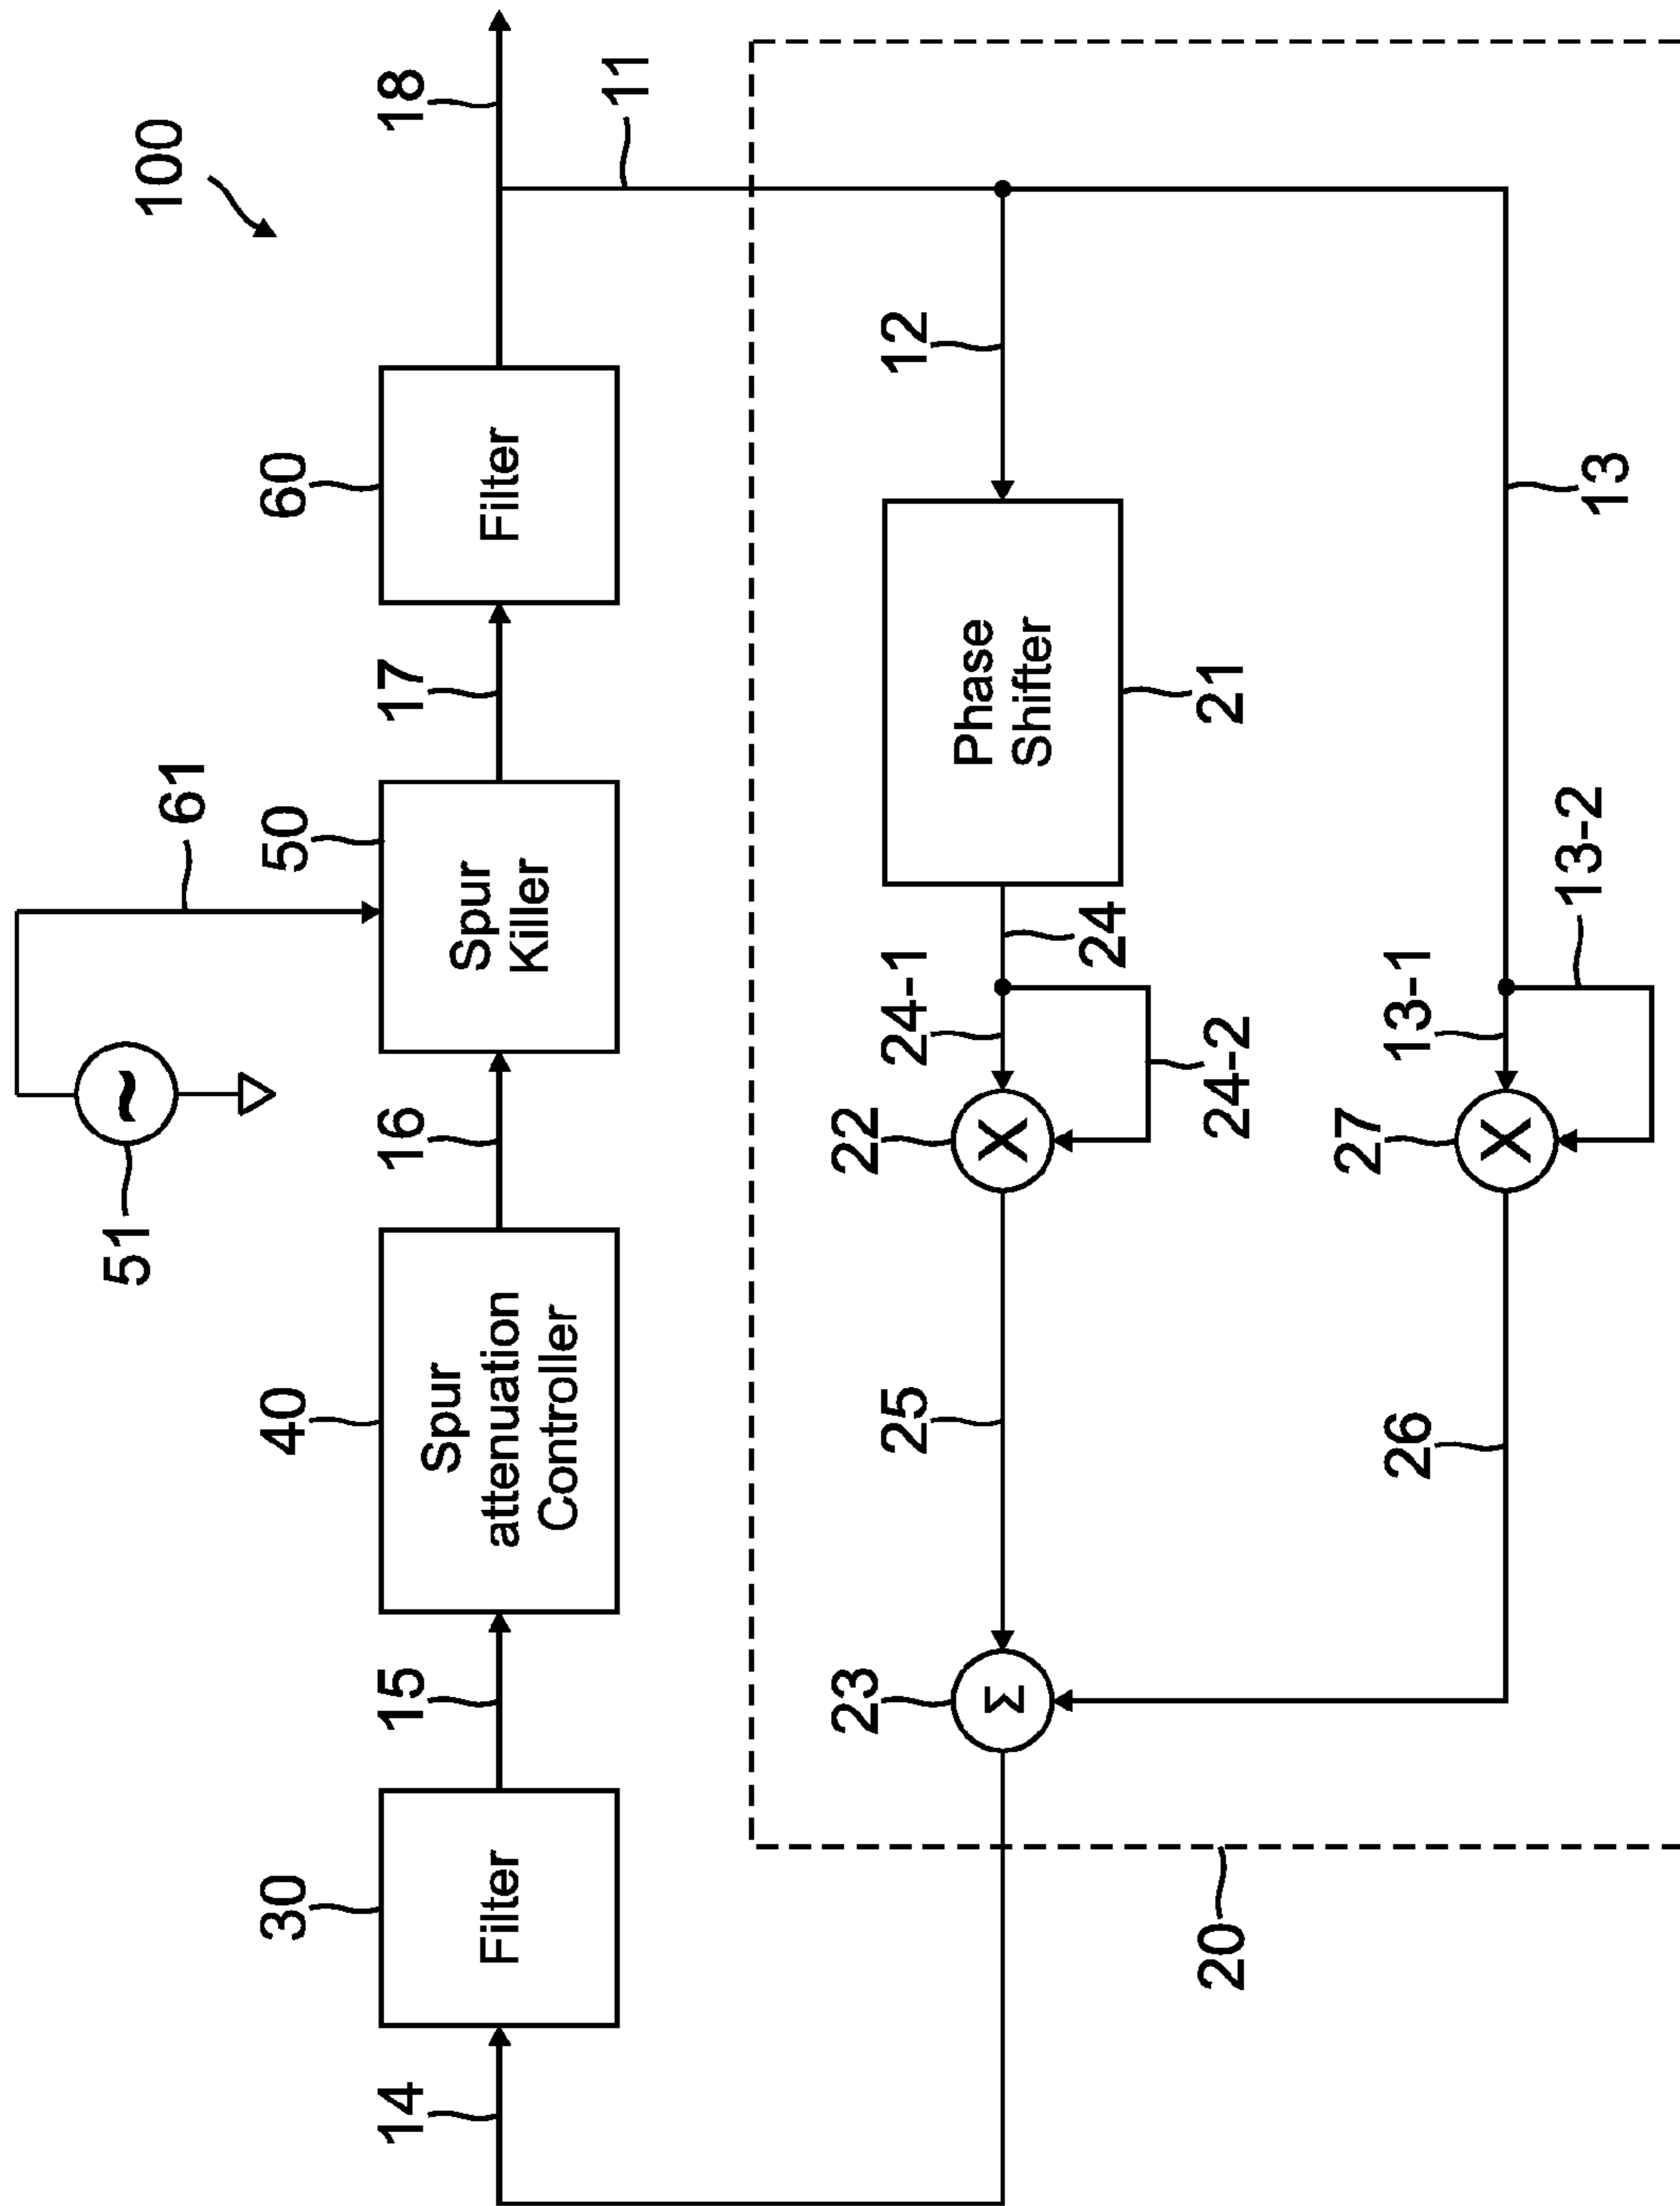 100
51
61
30
Filter
40
Spur
attenuation
Controller
50
Spur
Killer
60
Filter
14
15
16
17
18
11
20
23
Σ
25
22
X
24-1
24-2
24
Phase
Shifter
21
12
26
27
X
13-1
13-2
13